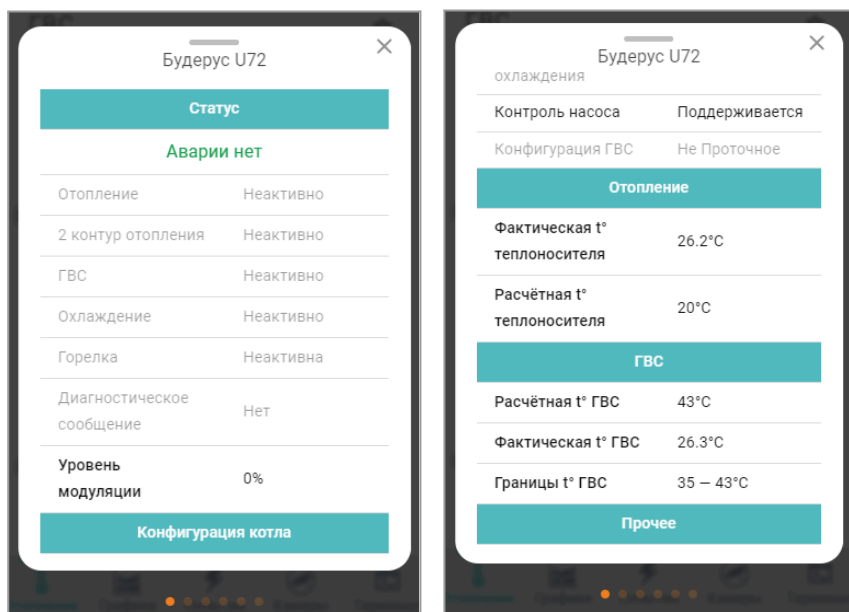 ГВС
Будерус U72
Статус
Аварии нет
Отопление Неактивно
2 контур отопления Неактивно
ГВС Неактивно
Охлаждение Неактивно
Горелка Неактивна
Диагностическое
сообщение Нет
Уровень
модуляции 0%
Конфигурация котла
ГВС
Будерус U72
охлаждения
Контроль насоса Поддерживается
Конфигурация ГВС Не Проточное
Отопление
Фактическая t°
теплоносителя 26.2°C
Расчётная t°
теплоносителя 20°C
ГВС
Расчётная t° ГВС 43°C
Фактическая t° ГВС 26.3°C
Границы t° ГВС 35 — 43°C
Прочее